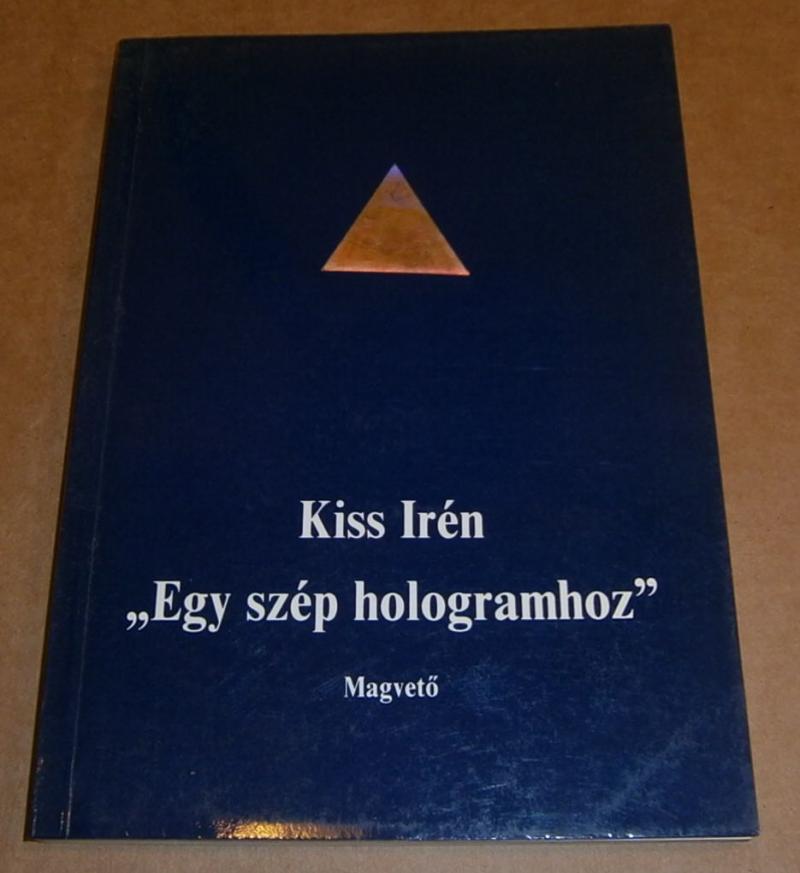 Kiss Irén
„Egy szép hologramhoz”
Magvető